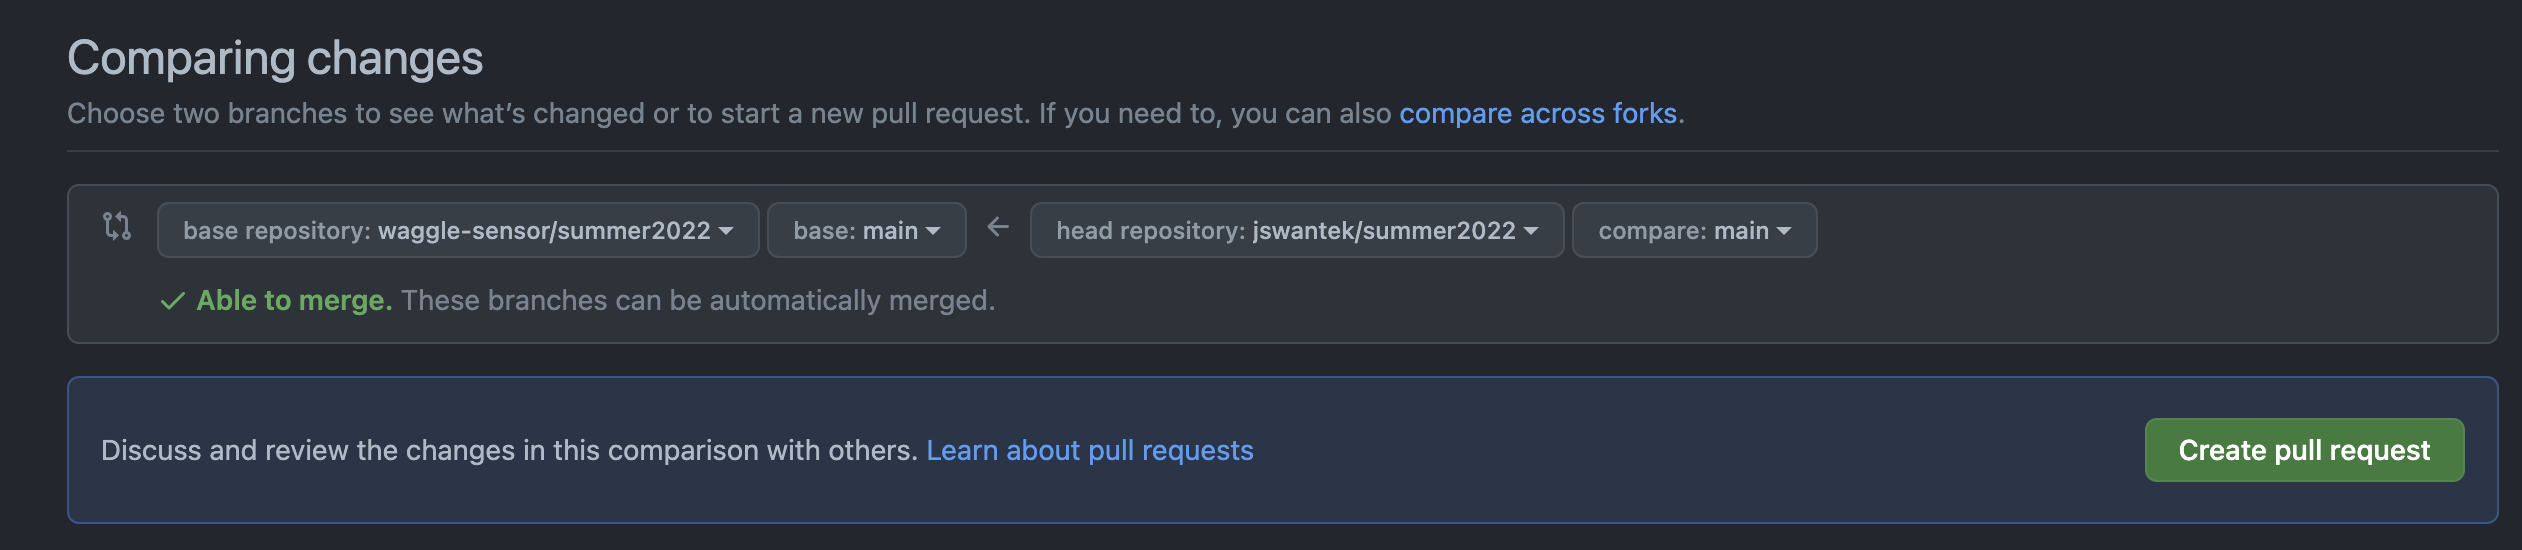 Comparing changes
Choose two branches to see what’s changed or to start a new pull request. If you need to, you can also compare across forks.
base repository: waggle-sensor/summer2022 base: main head repository: jswantek/summer2022 compare: main
Able to merge. These branches can be automatically merged.
Discuss and review the changes in this comparison with others. Learn about pull requests Create pull request